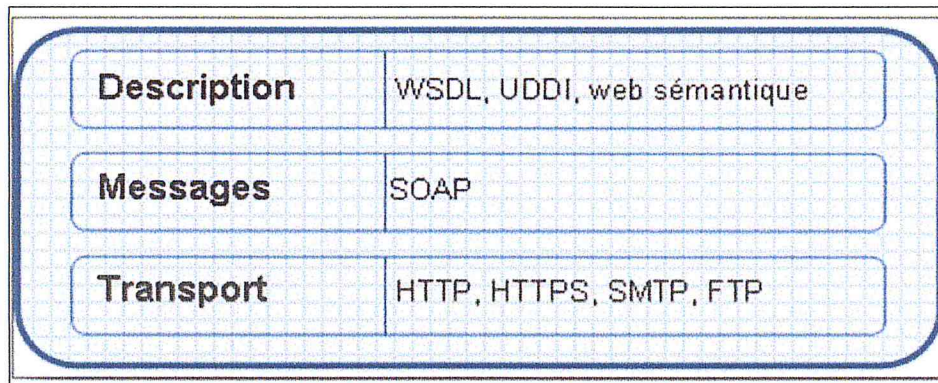 Description WSDL, UDDI, web sémantique
Messages SOAP
Transport HTTP, HTTPS, SMTP, FTP